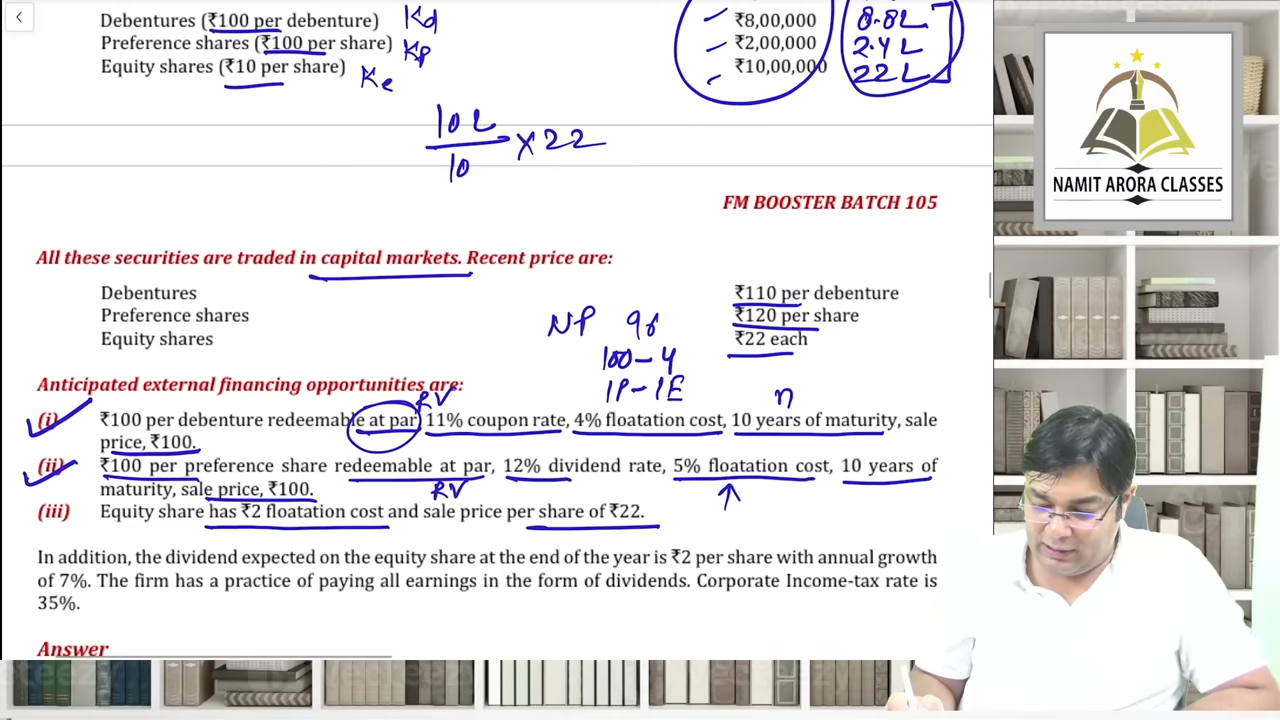 Debentures (₹100 per debenture) Kd ₹8,00,000 8.8L
Preference shares (₹100 per share) Kp ₹2,00,000 2.4 L
Equity shares (₹10 per share) Ke ₹10,00,000 22 L
10 L
10
× 22
NAMIT ARORA CLASSES
FM BOOSTER BATCH 105
All these securities are traded in capital markets. Recent price are:
Debentures ₹110 per debenture
Preference shares ₹120 per share
Equity shares ₹22 each
NP 96
100 - 4
IP - IE
Anticipated external financing opportunities are:
RV n
(i) ₹100 per debenture redeemable at par, 11% coupon rate, 4% floatation cost, 10 years of maturity, sale
price, ₹100.
(ii) ₹100 per preference share redeemable at par, 12% dividend rate, 5% floatation cost, 10 years of
maturity, sale price, ₹100.
RV
(iii) Equity share has ₹2 floatation cost and sale price per share of ₹22.
In addition, the dividend expected on the equity share at the end of the year is ₹2 per share with annual growth
of 7%. The firm has a practice of paying all earnings in the form of dividends. Corporate Income-tax rate is
35%.
Answer